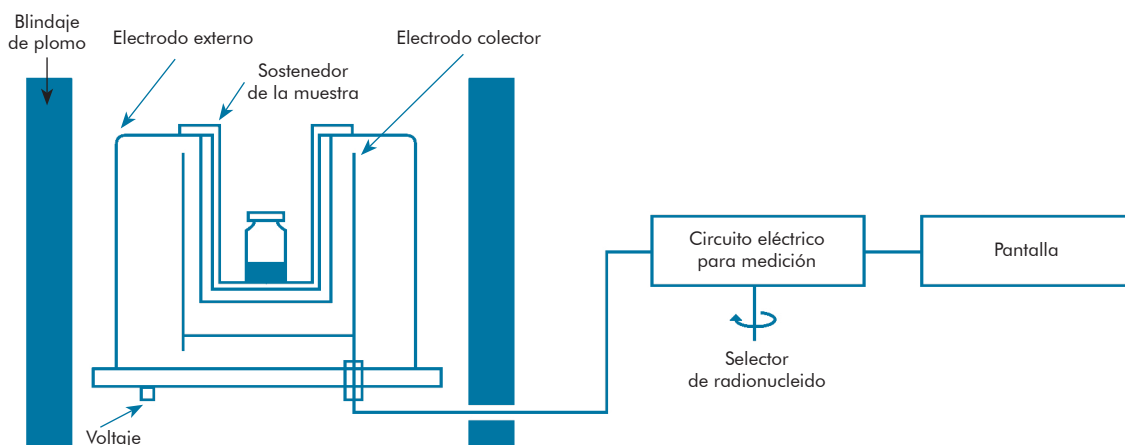 Blindaje
de plomo
Electrodo externo
Electrodo colector
Sostenedor
de la muestra
Circuito eléctrico
para medición
Pantalla
Selector
de radionucleido
Voltaje